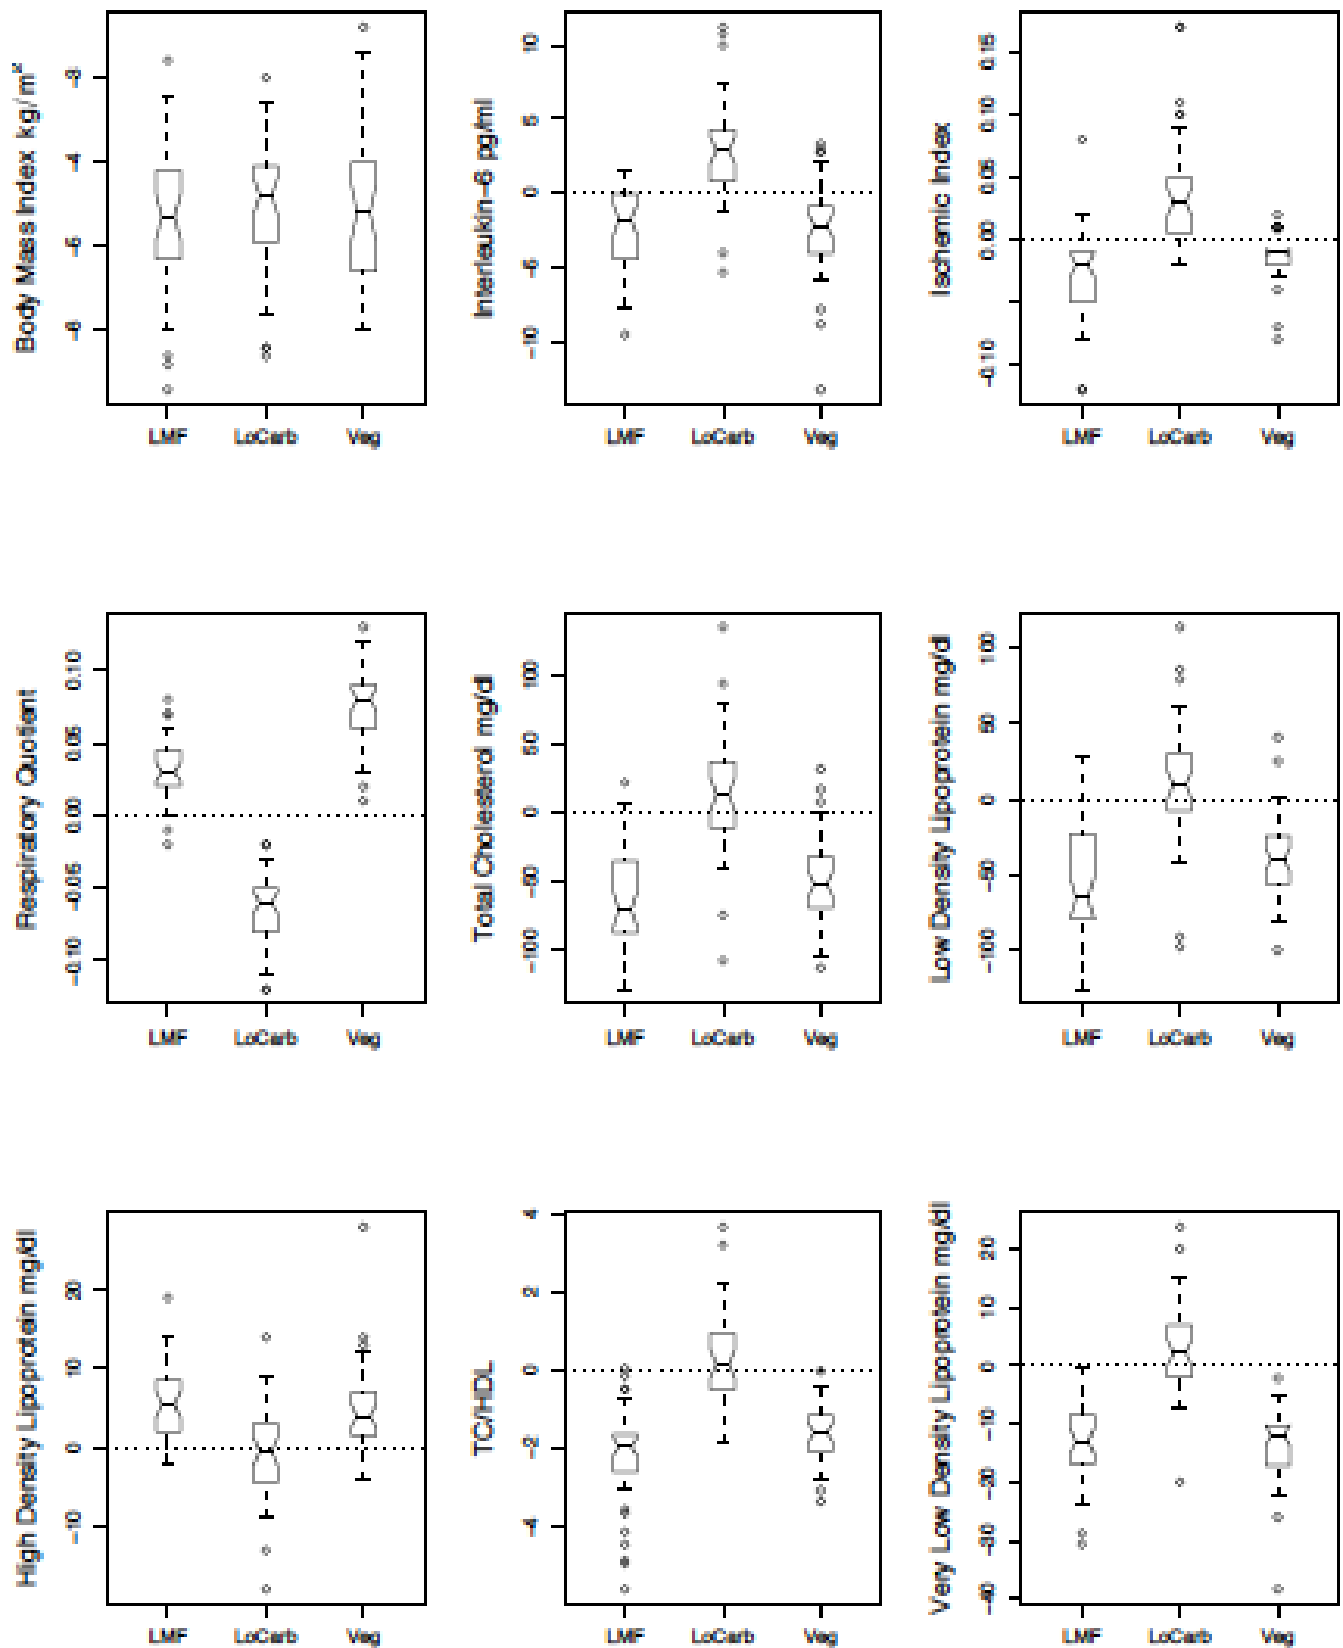 Body Mass Index kg/m²
-3
-4
-5
-6
LMF LoCarb Veg
Interleukin-6 pg/ml
10
5
0
-5
-10
LMF LoCarb Veg
Ischemic Index
0.15
0.10
0.05
0.00
-0.10
LMF LoCarb Veg
Respiratory Quotient
0.10
0.05
0.00
-0.05
-0.10
LMF LoCarb Veg
Total Cholesterol mg/dl
100
50
0
-50
-100
LMF LoCarb Veg
Low Density Lipoprotein mg/dl
100
50
0
-50
-100
LMF LoCarb Veg
High Density Lipoprotein mg/dl
20
10
0
-10
LMF LoCarb Veg
TC/HDL
4
2
0
-2
-4
LMF LoCarb Veg
Very Low Density Lipoprotein mg/dl
20
10
0
-10
-20
-30
-40
LMF LoCarb Veg